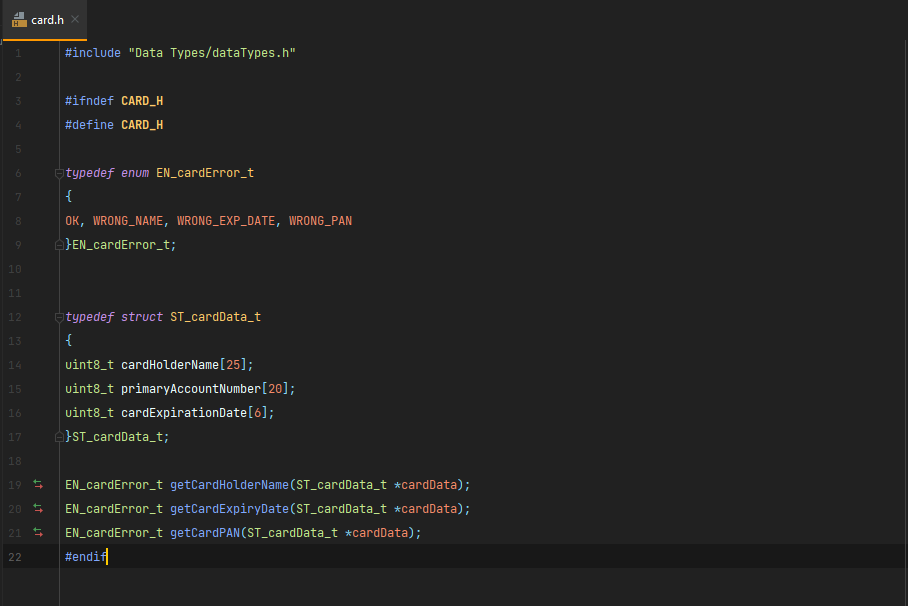 card.h
1 #include "Data Types/dataTypes.h"
2
3 #ifndef CARD_H
4 #define CARD_H
5
6 typedef enum EN_cardError_t
7 {
8 OK, WRONG_NAME, WRONG_EXP_DATE, WRONG_PAN
9 }EN_cardError_t;
10
11
12 typedef struct ST_cardData_t
13 {
14 uint8_t cardHolderName[25];
15 uint8_t primaryAccountNumber[20];
16 uint8_t cardExpirationDate[6];
17 }ST_cardData_t;
18
19 EN_cardError_t getCardHolderName(ST_cardData_t *cardData);
20 EN_cardError_t getCardExpiryDate(ST_cardData_t *cardData);
21 EN_cardError_t getCardPAN(ST_cardData_t *cardData);
22 #endif